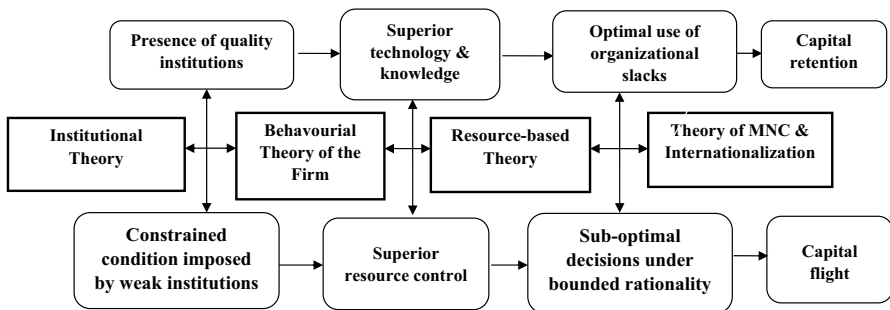 Presence of quality
institutions
Superior
technology &
knowledge
Optimal use of
organizational
slacks
Capital
retention
Institutional
Theory
Behavourial
Theory of the
Firm
Resource-based
Theory
Theory of MNC &
Internationalization
Constrained
condition imposed
by weak institutions
Superior
resource control
Sub-optimal
decisions under
bounded rationality
Capital
flight